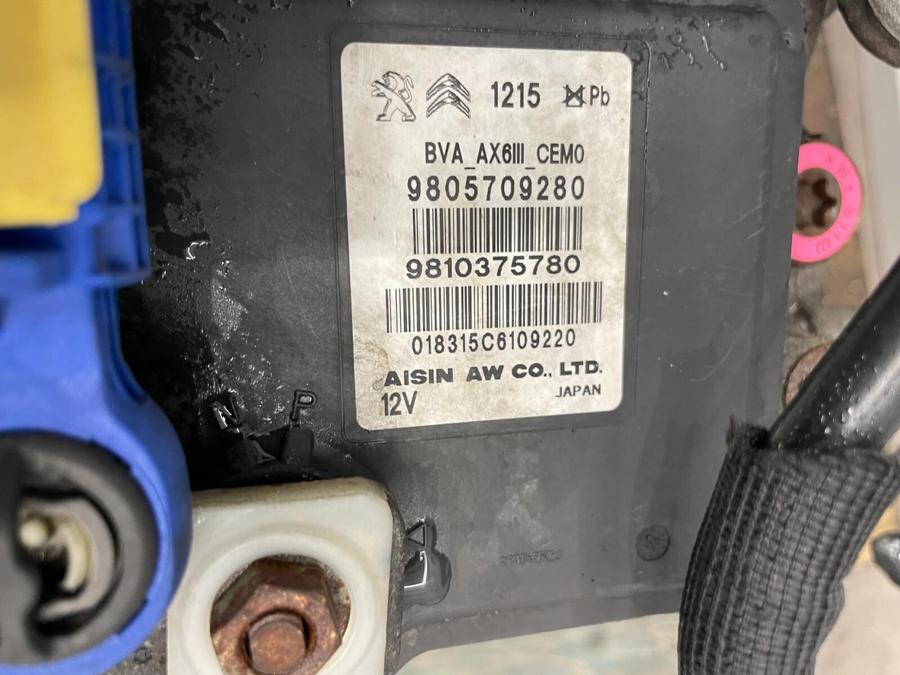 1215 Pb
BVA_AX6III_CEMO
9805709280
9810375780
018315C6109220
AISIN AW CO., LTD.
12V JAPAN
N P